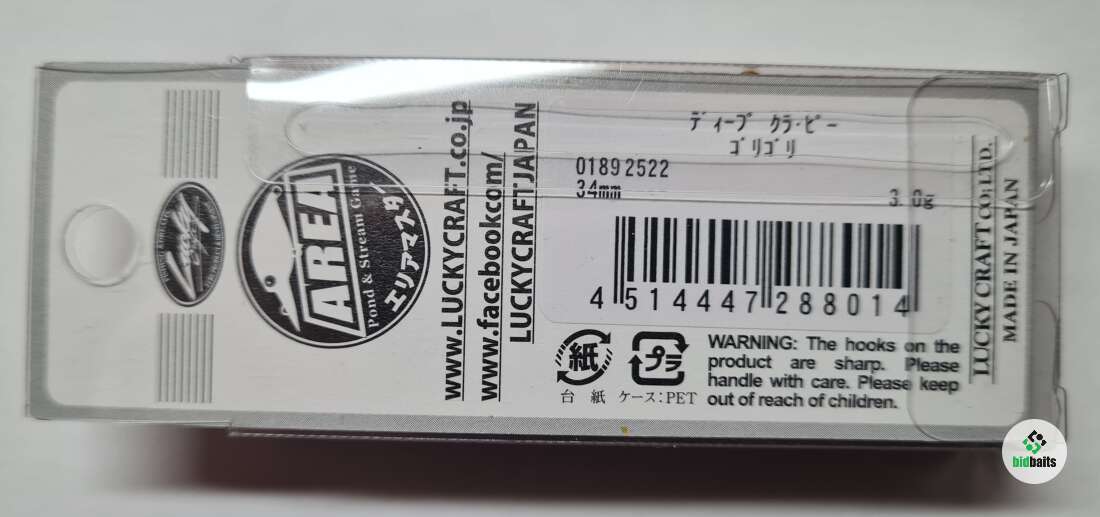 ディープ クラ・ピー
ゴリゴリ
01892522
34mm 3.0g
4 514447 288014
WARNING: The hooks on the
product are sharp. Please
handle with care. Please keep
out of reach of children.
紙
プラ
台紙 ケース:PET
LUCKY CRAFT CO.,LTD.
MADE IN JAPAN
www.LUCKYCRAFT.co.jp
www.facebook.com/
LUCKYCRAFTJAPAN
AREA
Pond & Stream Game
エリアマスター
bidbaits